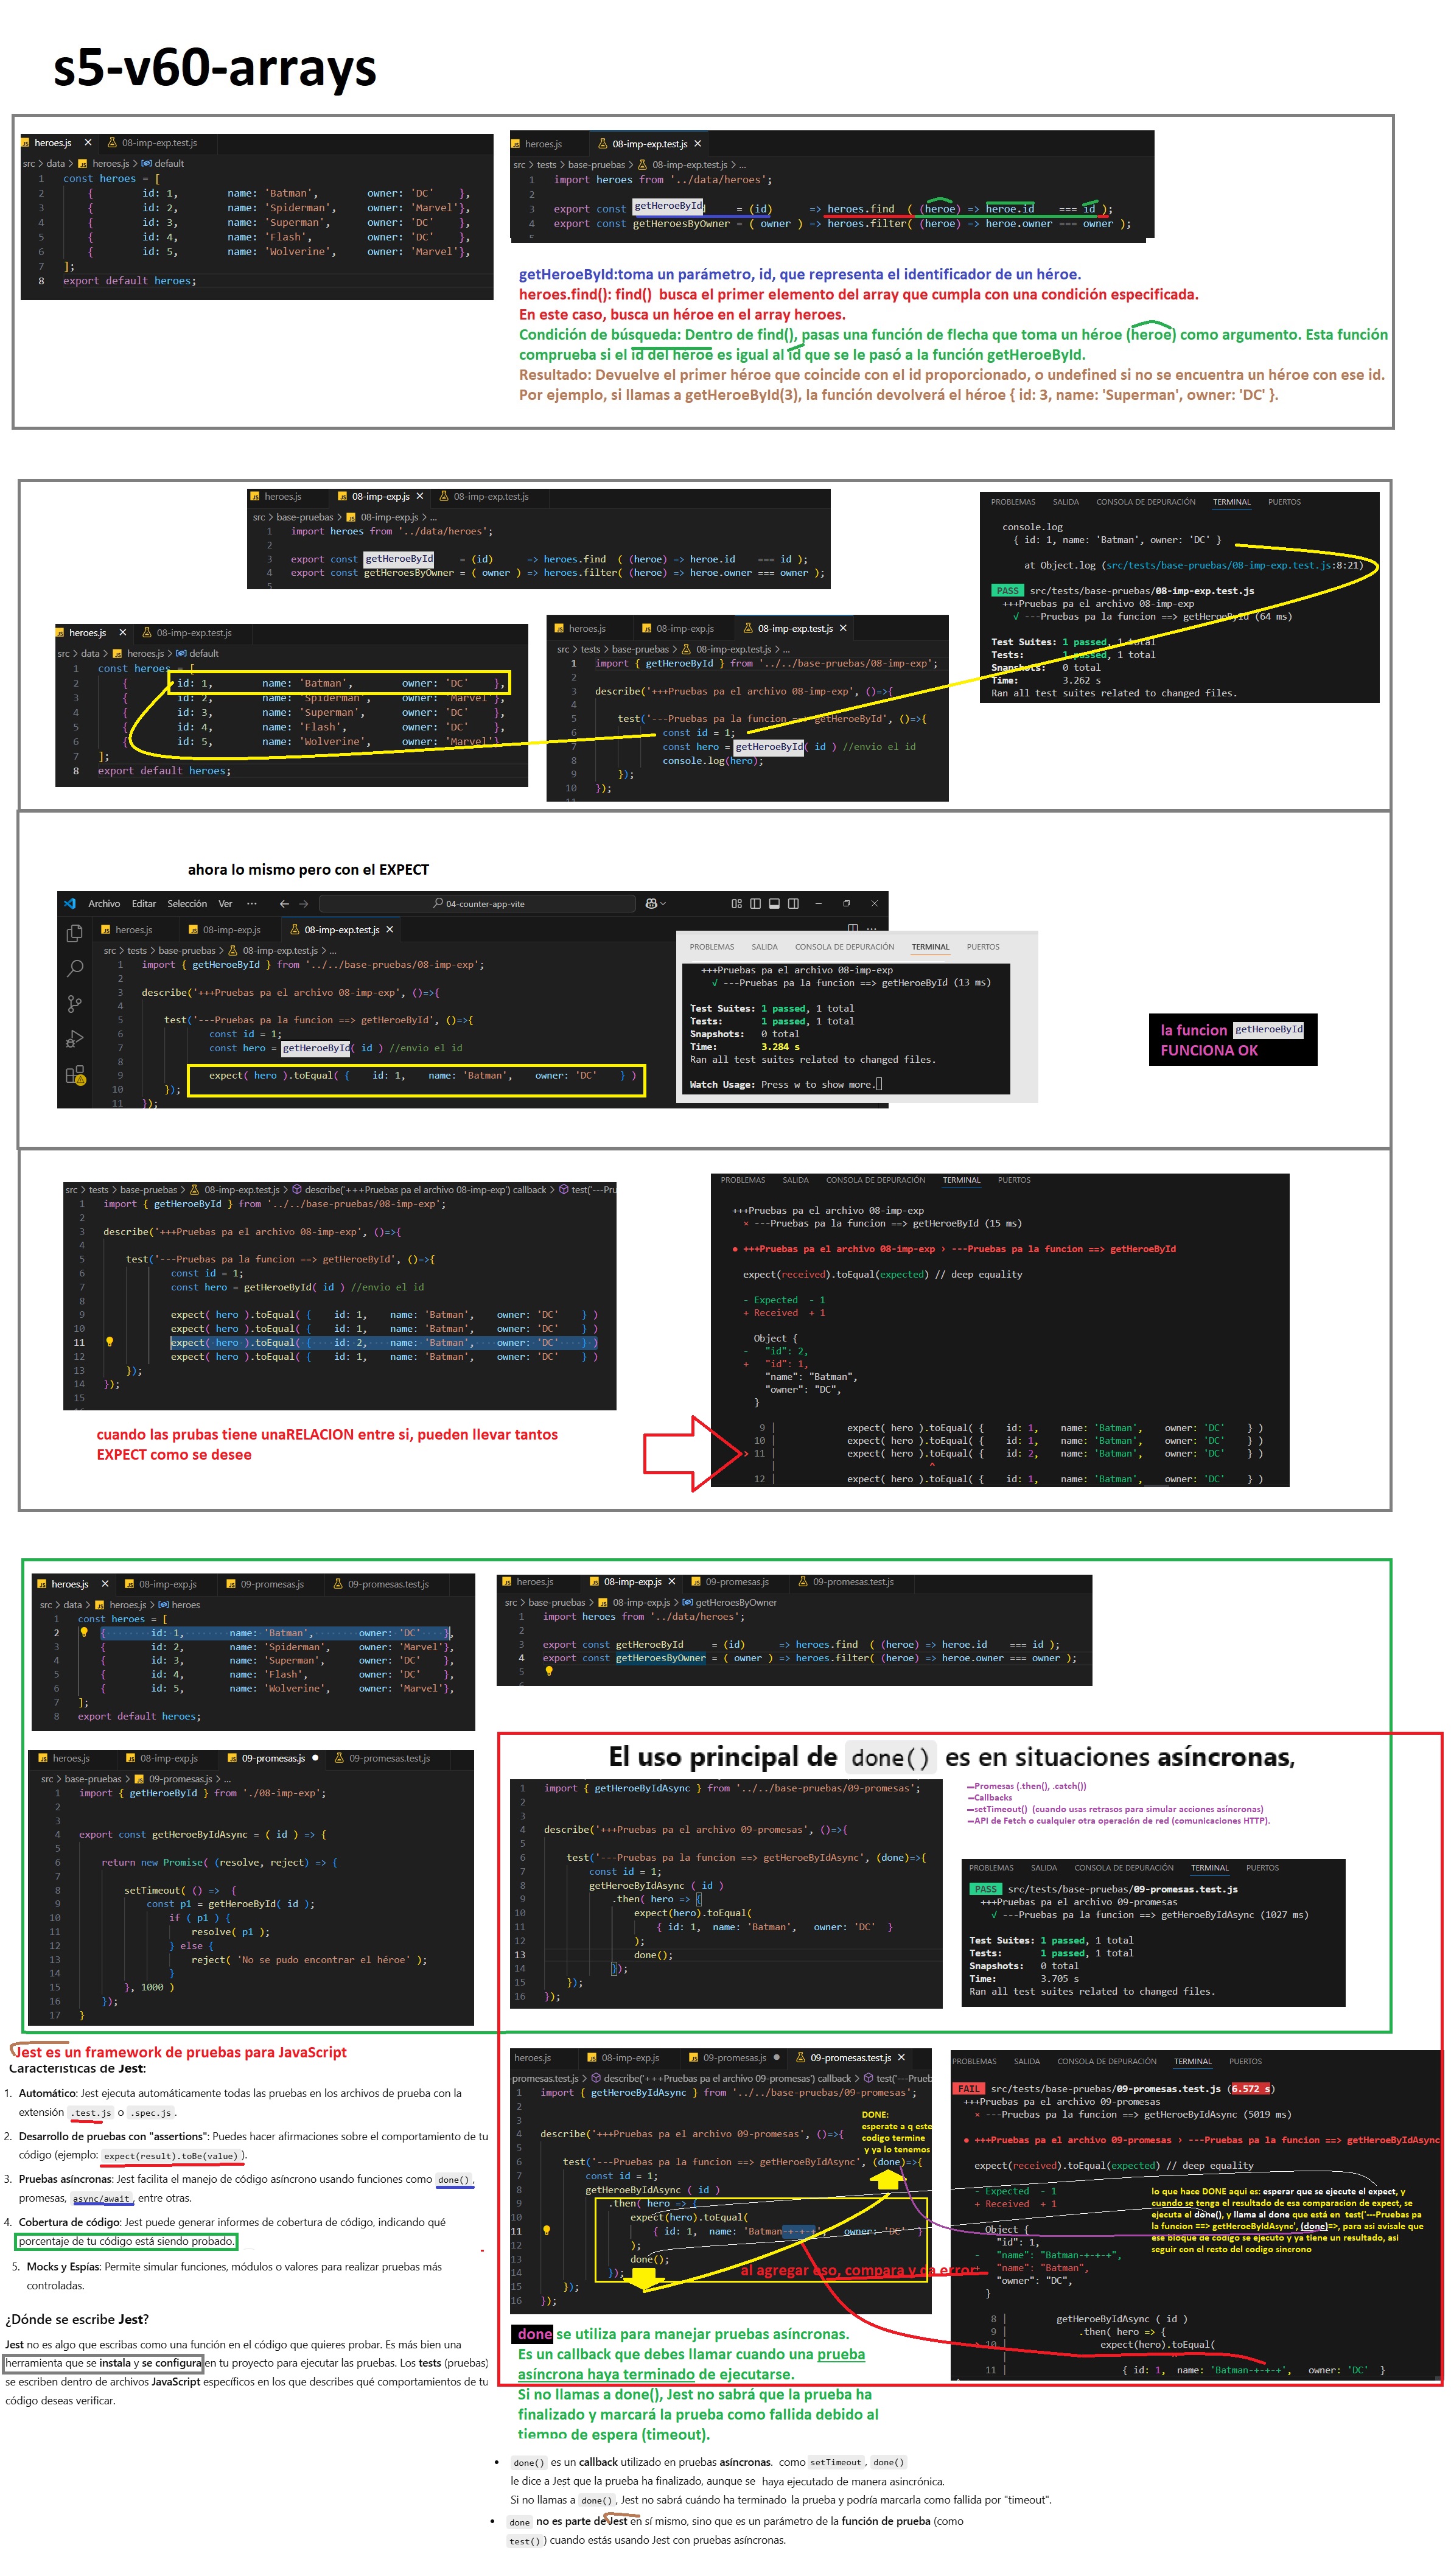 s5-v60-arrays
heroes.js × 08-imp-exp.test.js
src > data > heroes.js > default
1 const heroes = [
2 { id: 1, name: 'Batman', owner: 'DC' },
3 { id: 2, name: 'Spiderman', owner: 'Marvel'},
4 { id: 3, name: 'Superman', owner: 'DC' },
5 { id: 4, name: 'Flash', owner: 'DC' },
6 { id: 5, name: 'Wolverine', owner: 'Marvel'},
7 ];
8 export default heroes;
heroes.js 08-imp-exp.test.js ×
src > tests > base-pruebas > 08-imp-exp.test.js > ...
1 import heroes from '../data/heroes';
2
3 export const getHeroeById = (id) => heroes.find ( (heroe) => heroe.id === id );
4 export const getHeroesByOwner = ( owner ) => heroes.filter( (heroe) => heroe.owner === owner );
getHeroeById:toma un parámetro, id, que representa el identificador de un héroe.
heroes.find(): find() busca el primer elemento del array que cumpla con una condición especificada.
En este caso, busca un héroe en el array heroes.
Condición de búsqueda: Dentro de find(), pasas una función de flecha que toma un héroe (heroe) como argumento. Esta función
comprueba si el id del héroe es igual al id que se le pasó a la función getHeroeById.
Resultado: Devuelve el primer héroe que coincide con el id proporcionado, o undefined si no se encuentra un héroe con ese id.
Por ejemplo, si llamas a getHeroeById(3), la función devolverá el héroe { id: 3, name: 'Superman', owner: 'DC' }.
heroes.js 08-imp-exp.js × 08-imp-exp.test.js
src > base-pruebas > 08-imp-exp.js > ...
1 import heroes from '../data/heroes';
2
3 export const getHeroeById = (id) => heroes.find ( (heroe) => heroe.id === id );
4 export const getHeroesByOwner = ( owner ) => heroes.filter( (heroe) => heroe.owner === owner );
5
PROBLEMAS SALIDA CONSOLA DE DEPURACIÓN TERMINAL PUERTOS
console.log
{ id: 1, name: 'Batman', owner: 'DC' }
at Object.log (src/tests/base-pruebas/08-imp-exp.test.js:8:21)
PASS src/tests/base-pruebas/08-imp-exp.test.js
+++Pruebas pa el archivo 08-imp-exp
√ ---Pruebas pa la funcion ==> getHeroeById (64 ms)
Test Suites: 1 passed, 1 total
Tests: 1 passed, 1 total
Snapshots: 0 total
Time: 3.262 s
Ran all test suites related to changed files.
heroes.js × 08-imp-exp.test.js
src > data > heroes.js > default
1 const heroes = [
2 { id: 1, name: 'Batman', owner: 'DC' },
3 { id: 2, name: 'Spiderman', owner: 'Marvel'},
4 { id: 3, name: 'Superman', owner: 'DC' },
5 { id: 4, name: 'Flash', owner: 'DC' },
6 { id: 5, name: 'Wolverine', owner: 'Marvel'},
7 ];
8 export default heroes;
heroes.js 08-imp-exp.js 08-imp-exp.test.js ×
src > tests > base-pruebas > 08-imp-exp.test.js > ...
1 import { getHeroeById } from '../../base-pruebas/08-imp-exp';
2
3 describe('+++Pruebas pa el archivo 08-imp-exp', ()=>{
4
5 test('---Pruebas pa la funcion ==> getHeroeById', ()=>{
6 const id = 1;
7 const hero = getHeroeById( id ) //envio el id
8 console.log(hero);
9 });
10 });
ahora lo mismo pero con el EXPECT
Archivo Editar Selección Ver ··· ← → 04-counter-app-vite
heroes.js 08-imp-exp.js 08-imp-exp.test.js ×
src > tests > base-pruebas > 08-imp-exp.test.js > ...
1 import { getHeroeById } from '../../base-pruebas/08-imp-exp';
2
3 describe('+++Pruebas pa el archivo 08-imp-exp', ()=>{
4
5 test('---Pruebas pa la funcion ==> getHeroeById', ()=>{
6 const id = 1;
7 const hero = getHeroeById( id ) //envio el id
8
9 expect( hero ).toEqual( { id: 1, name: 'Batman', owner: 'DC' } )
10 });
11 });
PROBLEMAS SALIDA CONSOLA DE DEPURACIÓN TERMINAL PUERTOS
+++Pruebas pa el archivo 08-imp-exp
√ ---Pruebas pa la funcion ==> getHeroeById (13 ms)
Test Suites: 1 passed, 1 total
Tests: 1 passed, 1 total
Snapshots: 0 total
Time: 3.284 s
Ran all test suites related to changed files.
Watch Usage: Press w to show more.
la funcion getHeroeById
FUNCIONA OK
src > tests > base-pruebas > 08-imp-exp.test.js > describe('+++Pruebas pa el archivo 08-imp-exp') callback > test('---Pru
1 import { getHeroeById } from '../../base-pruebas/08-imp-exp';
2
3 describe('+++Pruebas pa el archivo 08-imp-exp', ()=>{
4
5 test('---Pruebas pa la funcion ==> getHeroeById', ()=>{
6 const id = 1;
7 const hero = getHeroeById( id ) //envio el id
8
9 expect( hero ).toEqual( { id: 1, name: 'Batman', owner: 'DC' } )
10 expect( hero ).toEqual( { id: 1, name: 'Batman', owner: 'DC' } )
11 expect( hero ).toEqual( { id: 2, name: 'Batman', owner: 'DC' } )
12 expect( hero ).toEqual( { id: 1, name: 'Batman', owner: 'DC' } )
13 });
14 });
15
cuando las prubas tiene unaRELACION entre si, pueden llevar tantos
EXPECT como se desee
PROBLEMAS SALIDA CONSOLA DE DEPURACIÓN TERMINAL PUERTOS
+++Pruebas pa el archivo 08-imp-exp
× ---Pruebas pa la funcion ==> getHeroeById (15 ms)
● +++Pruebas pa el archivo 08-imp-exp › ---Pruebas pa la funcion ==> getHeroeById
expect(received).toEqual(expected) // deep equality
- Expected - 1
+ Received + 1
Object {
- "id": 2,
+ "id": 1,
"name": "Batman",
"owner": "DC",
}
9 | expect( hero ).toEqual( { id: 1, name: 'Batman', owner: 'DC' } )
10 | expect( hero ).toEqual( { id: 1, name: 'Batman', owner: 'DC' } )
> 11 | expect( hero ).toEqual( { id: 2, name: 'Batman', owner: 'DC' } )
| ^
12 | expect( hero ).toEqual( { id: 1, name: 'Batman', owner: 'DC' } )
heroes.js × 08-imp-exp.js 09-promesas.js 09-promesas.test.js
src > data > heroes.js > heroes
1 const heroes = [
2 { id: 1, name: 'Batman', owner: 'DC' },
3 { id: 2, name: 'Spiderman', owner: 'Marvel'},
4 { id: 3, name: 'Superman', owner: 'DC' },
5 { id: 4, name: 'Flash', owner: 'DC' },
6 { id: 5, name: 'Wolverine', owner: 'Marvel'},
7 ];
8 export default heroes;
heroes.js 08-imp-exp.js × 09-promesas.js 09-promesas.test.js
src > base-pruebas > 08-imp-exp.js > getHeroesByOwner
1 import heroes from '../data/heroes';
2
3 export const getHeroeById = (id) => heroes.find ( (heroe) => heroe.id === id );
4 export const getHeroesByOwner = ( owner ) => heroes.filter( (heroe) => heroe.owner === owner );
5
heroes.js 08-imp-exp.js 09-promesas.js ● 09-promesas.test.js
src > base-pruebas > 09-promesas.js > ...
1 import { getHeroeById } from './08-imp-exp';
2
3
4 export const getHeroeByIdAsync = ( id ) => {
5
6 return new Promise( (resolve, reject) => {
7
8 setTimeout( () => {
9 const p1 = getHeroeById( id );
10 if ( p1 ) {
11 resolve( p1 );
12 } else {
13 reject( 'No se pudo encontrar el héroe' );
14 }
15 }, 1000 )
16 });
17 }
El uso principal de done() es en situaciones asíncronas,
1 import { getHeroeByIdAsync } from '../../base-pruebas/09-promesas';
2
3
4 describe('+++Pruebas pa el archivo 09-promesas', ()=>{
5
6 test('---Pruebas pa la funcion ==> getHeroeByIdAsync', (done)=>{
7 const id = 1;
8 getHeroeByIdAsync ( id )
9 .then( hero => {
10 expect(hero).toEqual(
11 { id: 1, name: 'Batman', owner: 'DC' }
12 );
13 done();
14 });
15 });
16 });
—Promesas (.then(), .catch())
—Callbacks
—setTimeout() (cuando usas retrasos para simular acciones asíncronas)
—API de Fetch o cualquier otra operación de red (comunicaciones HTTP).
PROBLEMAS SALIDA CONSOLA DE DEPURACIÓN TERMINAL PUERTOS
PASS src/tests/base-pruebas/09-promesas.test.js
+++Pruebas pa el archivo 09-promesas
√ ---Pruebas pa la funcion ==> getHeroeByIdAsync (1027 ms)
Test Suites: 1 passed, 1 total
Tests: 1 passed, 1 total
Snapshots: 0 total
Time: 3.705 s
Ran all test suites related to changed files.
Jest es un framework de pruebas para JavaScript
Características de Jest:
1. Automático: Jest ejecuta automáticamente todas las pruebas en los archivos de prueba con la
extensión .test.js o .spec.js.
2. Desarrollo de pruebas con "assertions": Puedes hacer afirmaciones sobre el comportamiento de tu
código (ejemplo: expect(result).toBe(value)).
3. Pruebas asíncronas: Jest facilita el manejo de código asíncrono usando funciones como done(),
promesas, async/await, entre otras.
4. Cobertura de código: Jest puede generar informes de cobertura de código, indicando qué
porcentaje de tu código está siendo probado.
5. Mocks y Espías: Permite simular funciones, módulos o valores para realizar pruebas más
controladas.
¿Dónde se escribe Jest?
Jest no es algo que escribas como una función en el código que quieres probar. Es más bien una
herramienta que se instala y se configura en tu proyecto para ejecutar las pruebas. Los tests (pruebas)
se escriben dentro de archivos JavaScript específicos en los que describes qué comportamientos de tu
código deseas verificar.
heroes.js 08-imp-exp.js 09-promesas.js ● 09-promesas.test.js ×
-promesas.test.js > describe('+++Pruebas pa el archivo 09-promesas') callback > test('---Prueb
1 import { getHeroeByIdAsync } from '../../base-pruebas/09-promesas';
2
3
4 describe('+++Pruebas pa el archivo 09-promesas', ()=>{
5
6 test('---Pruebas pa la funcion ==> getHeroeByIdAsync', (done)=>{
7 const id = 1;
8 getHeroeByIdAsync ( id )
9 .then( hero => {
10 expect(hero).toEqual(
11 { id: 1, name: 'Batman-+-+-+', owner: 'DC' }
12 );
13 done();
14 });
15 });
16 });
DONE:
esperate a q este
codigo termine
y ya lo tenemos
al agregar eso, compara y da error
PROBLEMAS SALIDA CONSOLA DE DEPURACIÓN TERMINAL PUERTOS
FAIL src/tests/base-pruebas/09-promesas.test.js (6.572 s)
+++Pruebas pa el archivo 09-promesas
× ---Pruebas pa la funcion ==> getHeroeByIdAsync (5019 ms)
● +++Pruebas pa el archivo 09-promesas › ---Pruebas pa la funcion ==> getHeroeByIdAsync
expect(received).toEqual(expected) // deep equality
- Expected - 1
+ Received + 1
Object {
"id": 1,
- "name": "Batman-+-+-+",
+ "name": "Batman",
"owner": "DC",
}
8 | getHeroeByIdAsync ( id )
9 | .then( hero => {
> 10 | expect(hero).toEqual(
11 | { id: 1, name: 'Batman-+-+-+', owner: 'DC' }
lo que hace DONE aqui es: esperar que se ejecute el expect, y
cuando se tenga el resultado de esa comparacion de expect, se
ejecuta el done(), y llama al done que está en test('---Pruebas pa
la funcion ==> getHeroeByIdAsync', (done)=>, para asi avisale que
ese bloque de código se ejecuto y ya tiene un resultado, asi
seguir con el resto del codigo sincrono
done se utiliza para manejar pruebas asíncronas.
Es un callback que debes llamar cuando una prueba
asíncrona haya terminado de ejecutarse.
Si no llamas a done(), Jest no sabrá que la prueba ha
finalizado y marcará la prueba como fallida debido al
tiempo de espera (timeout).
• done() es un callback utilizado en pruebas asíncronas. como setTimeout, done()
le dice a Jest que la prueba ha finalizado, aunque se haya ejecutado de manera asincrónica.
Si no llamas a done(), Jest no sabrá cuándo ha terminado la prueba y podría marcarla como fallida por "timeout".
• done no es parte de Jest en sí mismo, sino que es un parámetro de la función de prueba (como
test()) cuando estás usando Jest con pruebas asíncronas.